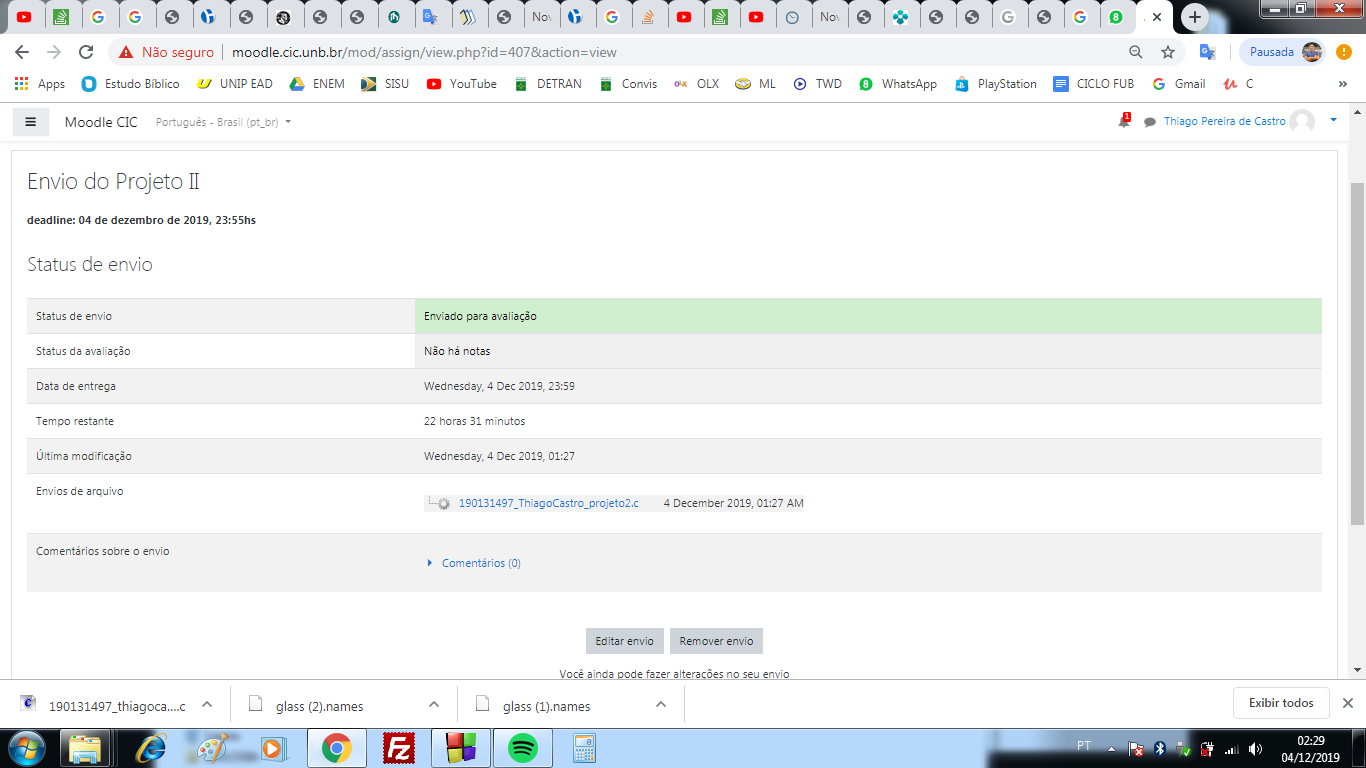 Nov
Nov
Não seguro
moodle.cic.unb.br/mod/assign/view.php?id=407&action=view
Pausada
Apps
Estudo Bíblico
UNIP EAD
ENEM
SISU
YouTube
DETRAN
Convis
OLX
ML
TWD
WhatsApp
PlayStation
CICLO FUB
Gmail
C
»
Moodle CIC
Português - Brasil (pt_br)
1
Thiago Pereira de Castro
Envio do Projeto II
deadline: 04 de dezembro de 2019, 23:55hs
Status de envio
Status de envio
Enviado para avaliação
Status da avaliação
Não há notas
Data de entrega
Wednesday, 4 Dec 2019, 23:59
Tempo restante
22 horas 31 minutos
Última modificação
Wednesday, 4 Dec 2019, 01:27
Envios de arquivo
190131497_ThiagoCastro_projeto2.c
4 December 2019, 01:27 AM
Comentários sobre o envio
Comentários (0)
Editar envio
Remover envio
Você ainda pode fazer alterações no seu envio
190131497_thiagoca....c
glass (2).names
glass (1).names
Exibir todos
PT
02:29
04/12/2019